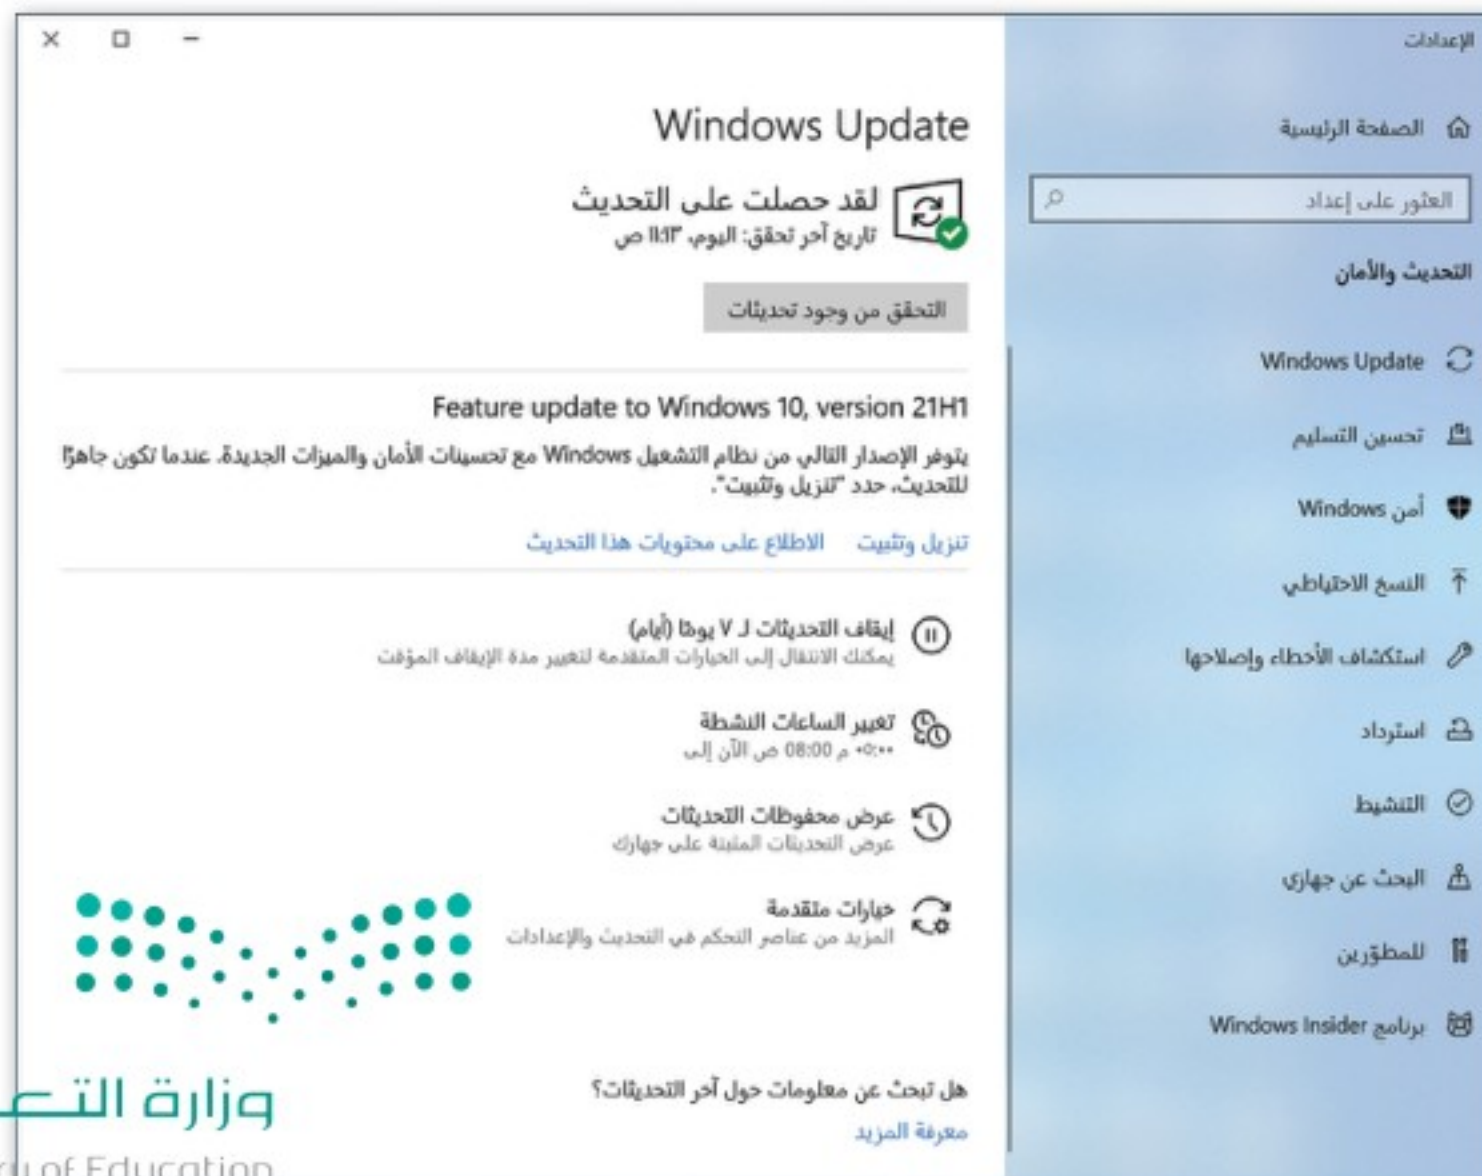 الإعدادات
الصفحة الرئيسية
العثور على إعداد
التحديث والأمان
Windows Update
تحسين التسليم
أمن Windows
النسخ الاحتياطي
استكشاف الأخطاء وإصلاحها
استرداد
التنشيط
البحث عن جهازي
للمطوّرين
برنامج Windows Insider
Windows Update
لقد حصلت على التحديث
تاريخ آخر تحقق: اليوم، ١١:١٣ ص
التحقق من وجود تحديثات
Feature update to Windows 10, version 21H1
يتوفر الإصدار التالي من نظام التشغيل Windows مع تحسينات الأمان والميزات الجديدة. عندما تكون جاهزًا
للتحديث، حدد "تنزيل وتثبيت".
تنزيل وتثبيت الاطلاع على محتويات هذا التحديث
إيقاف التحديثات لـ ٧ يومًا (أيام)
يمكنك الانتقال إلى الخيارات المتقدمة لتغيير مدة الإيقاف المؤقت
تغيير الساعات النشطة
٠٥:٠٠ م 08:00 ص الآن إلى
عرض محفوظات التحديثات
عرض التحديثات المثبتة على جهازك
خيارات متقدمة
المزيد من عناصر التحكم في التحديث والإعدادات
هل تبحث عن معلومات حول آخر التحديثات؟
معرفة المزيد
وزارة التع
ry of Education